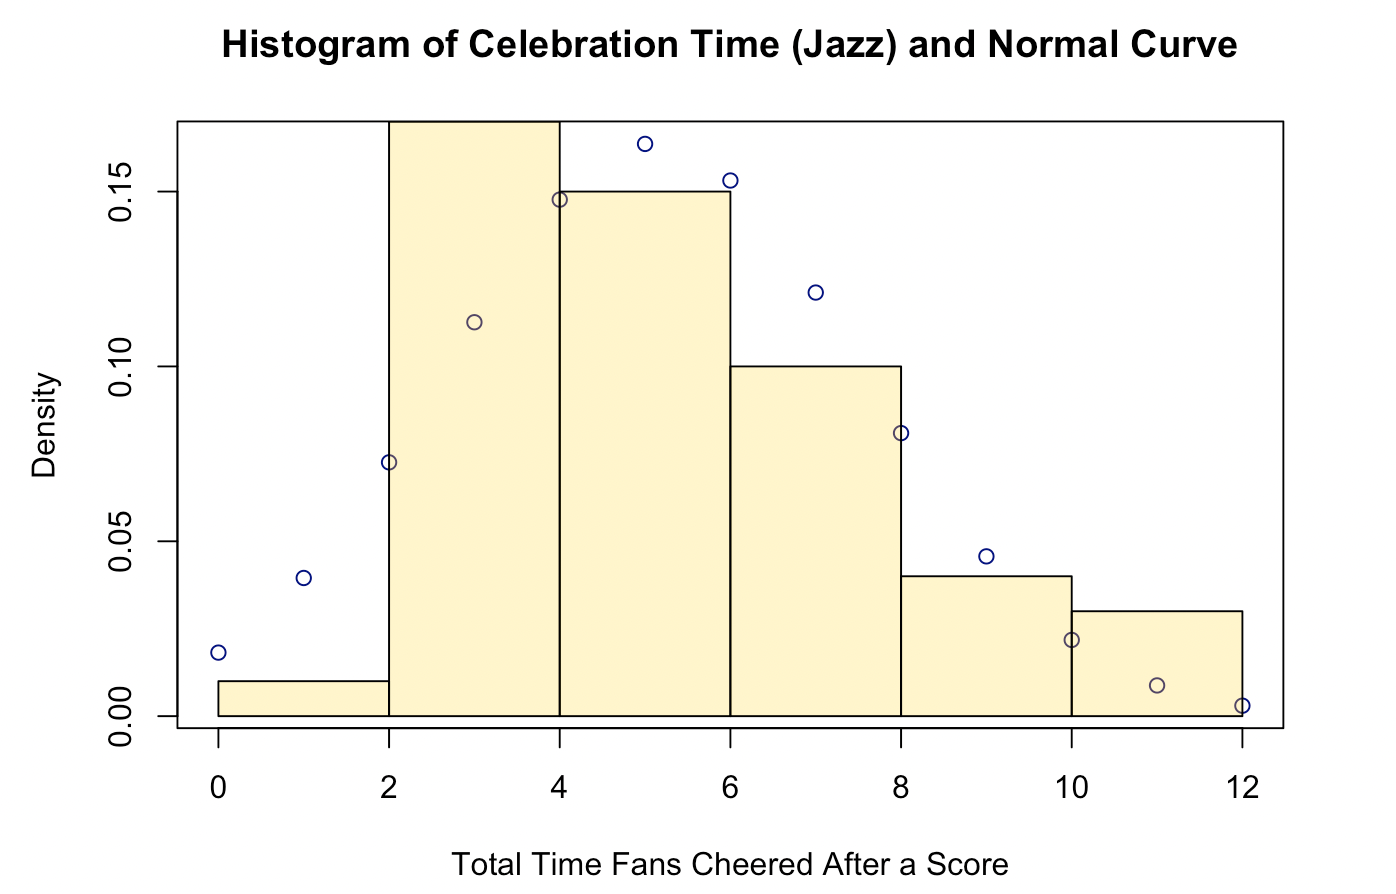 Histogram of Celebration Time (Jazz) and Normal Curve
0.15
0.10
0.05
0.00
Density
0 2 4 6 8 10 12
Total Time Fans Cheered After a Score